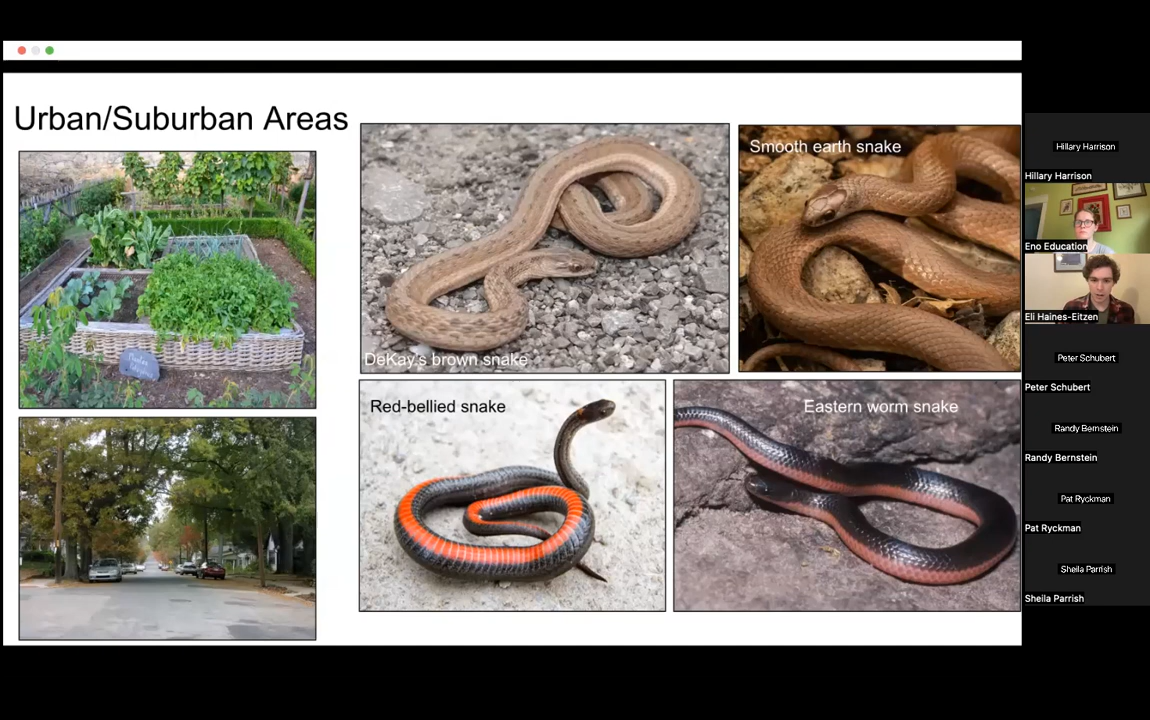 Urban/Suburban Areas
DeKay's brown snake
Smooth earth snake
Red-bellied snake
Eastern worm snake
Hillary Harrison
Hillary Harrison
Eno Education
Eli Haines-Eitzen
Peter Schubert
Peter Schubert
Randy Bernstein
Randy Bernstein
Pat Ryckman
Pat Ryckman
Sheila Parrish
Sheila Parrish